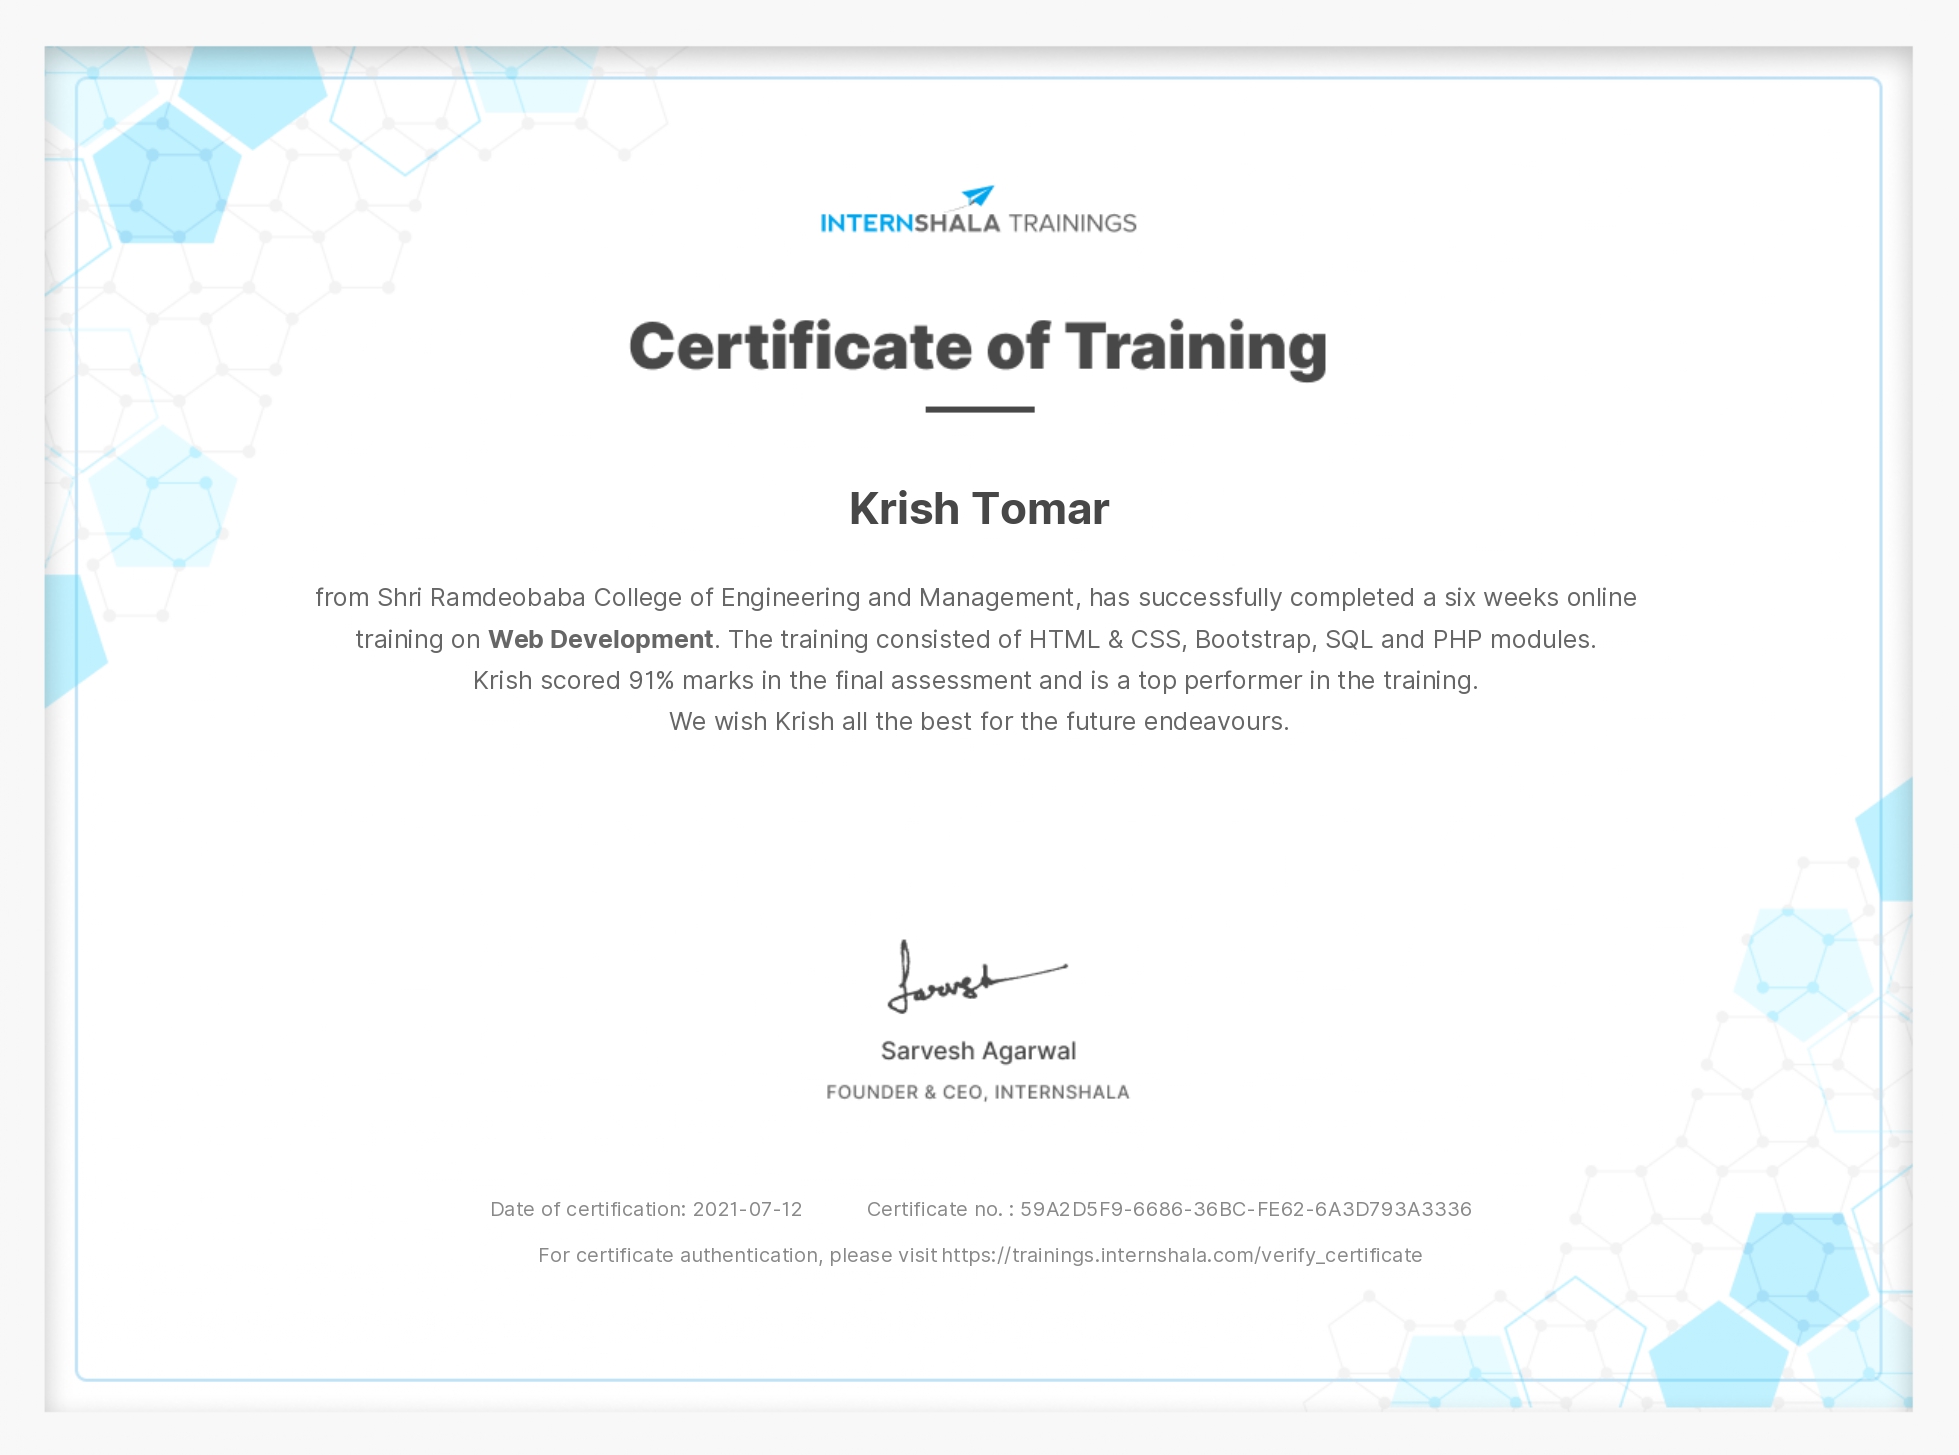 INTERNSHALA TRAININGS
Certificate of Training
Krish Tomar
from Shri Ramdeobaba College of Engineering and Management, has successfully completed a six weeks online
training on Web Development. The training consisted of HTML & CSS, Bootstrap, SQL and PHP modules.
Krish scored 91% marks in the final assessment and is a top performer in the training.
We wish Krish all the best for the future endeavours.
Sarvesh
Sarvesh Agarwal
FOUNDER & CEO, INTERNSHALA
Date of certification: 2021-07-12 Certificate no. : 59A2D5F9-6686-36BC-FE62-6A3D793A3336
For certificate authentication, please visit https://trainings.internshala.com/verify_certificate